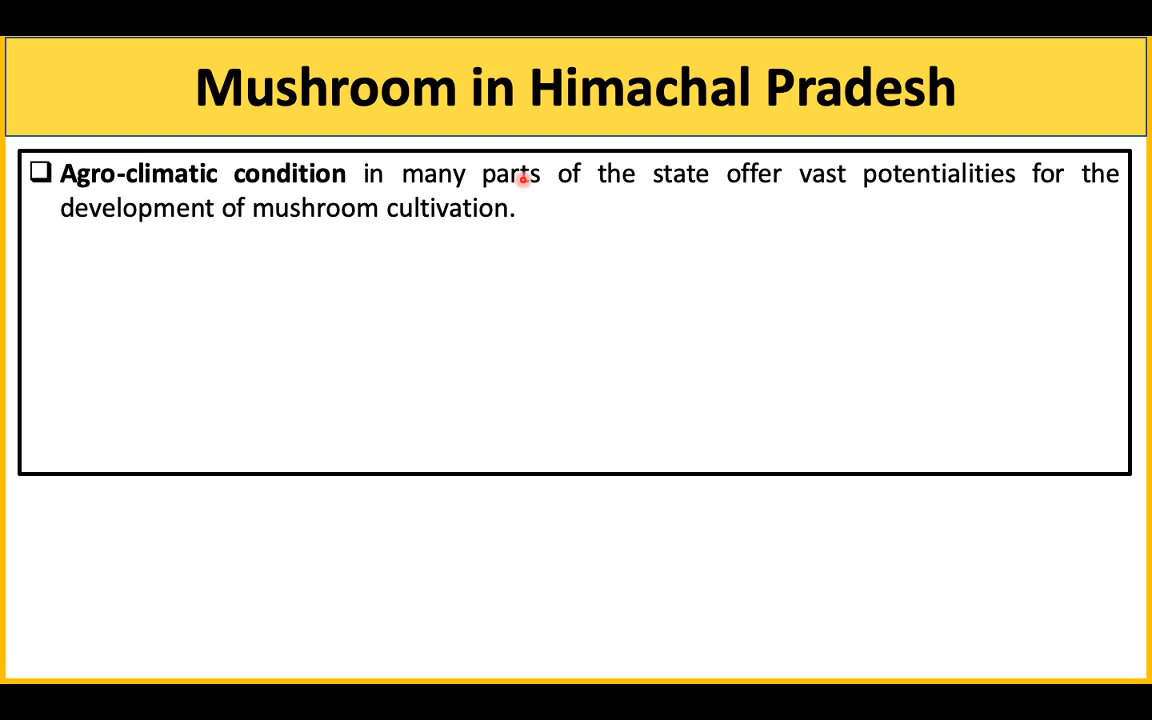 Mushroom in Himachal Pradesh
❑ Agro-climatic condition in many parts of the state offer vast potentialities for the
development of mushroom cultivation.